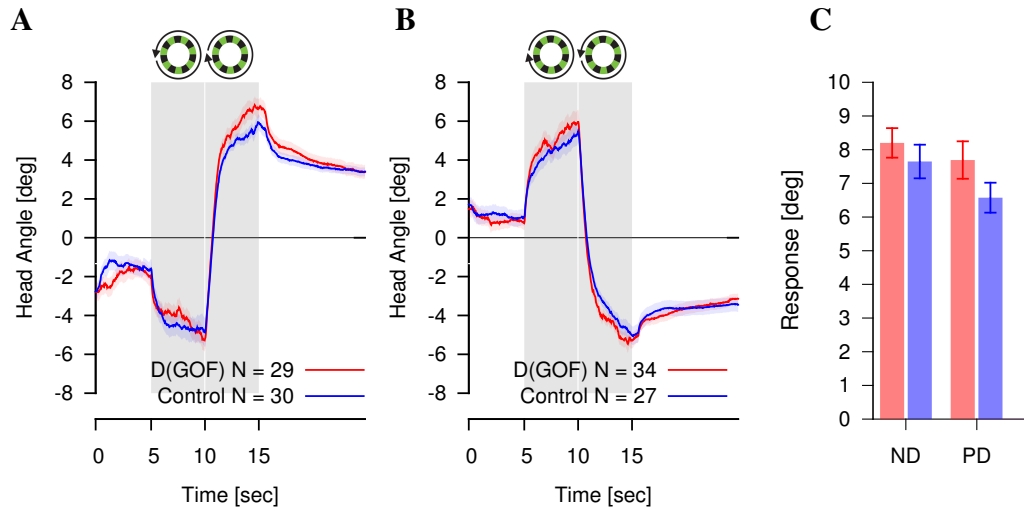 A
B
C
8
6
4
2
0
-2
-4
-6
-8
Head Angle [deg]
D(GOF) N = 29
Control N = 30
0
5
10
15
Time [sec]
8
6
4
2
0
-2
-4
-6
-8
Head Angle [deg]
D(GOF) N = 34
Control N = 27
0
5
10
15
Time [sec]
10
9
8
7
6
5
4
3
2
1
0
Response [deg]
ND
PD